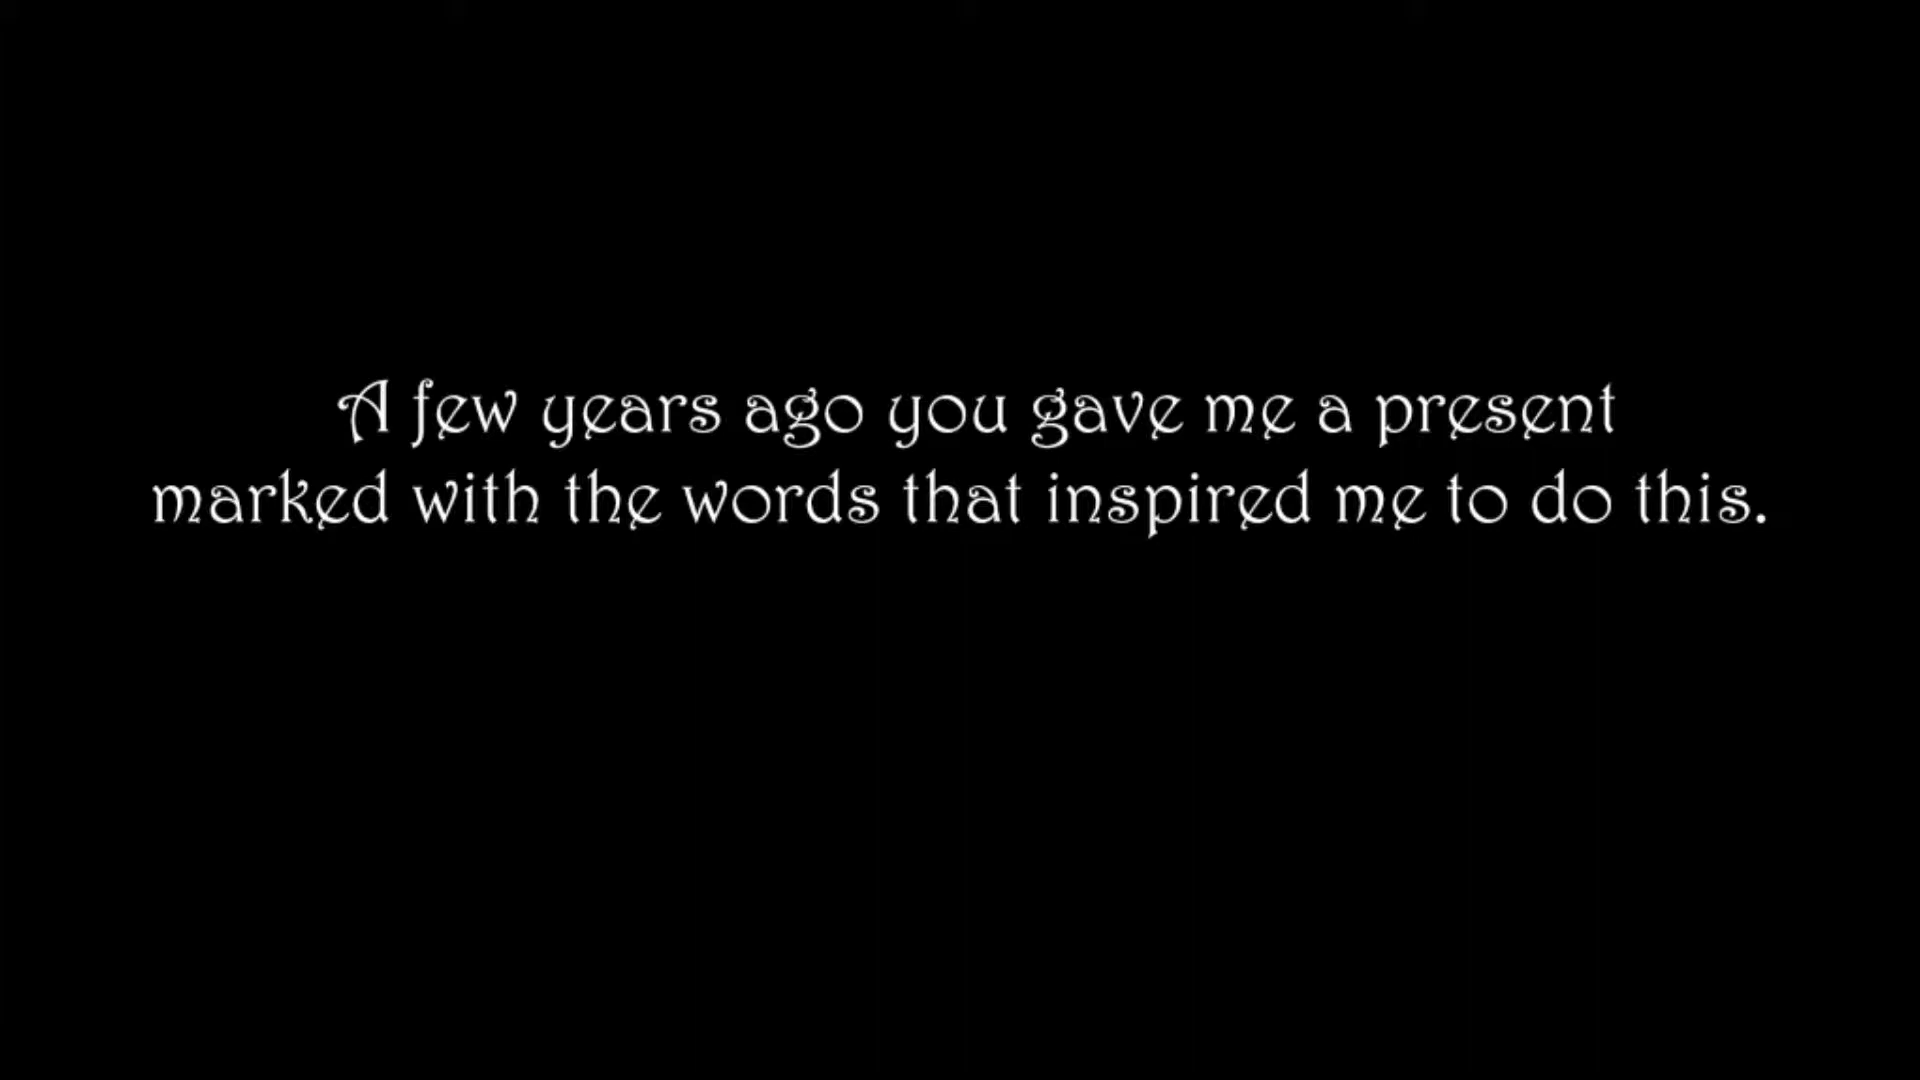 A few years ago you gave me a present
marked with the words that inspired me to do this.